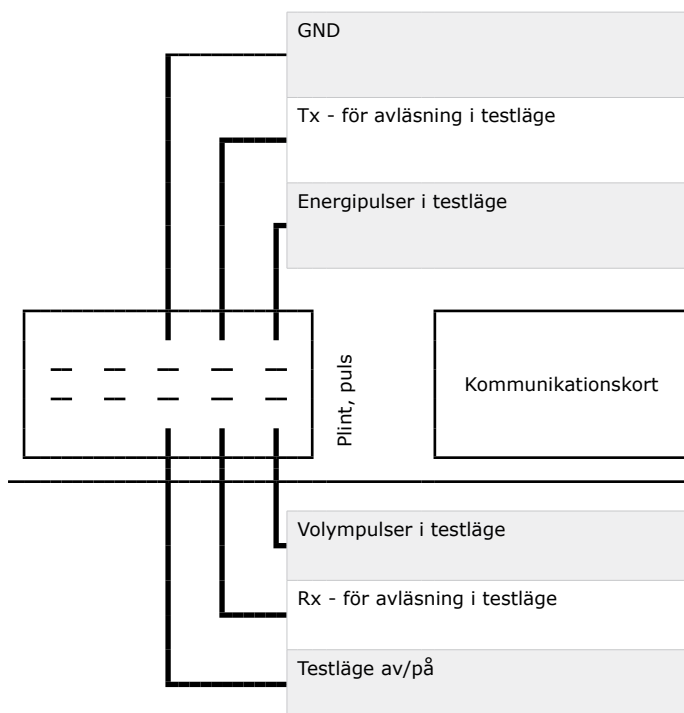 GND
Tx - för avläsning i testläge
Energipulser i testläge
Plint, puls
Kommunikationskort
Volympulser i testläge
Rx - för avläsning i testläge
Testläge av/på